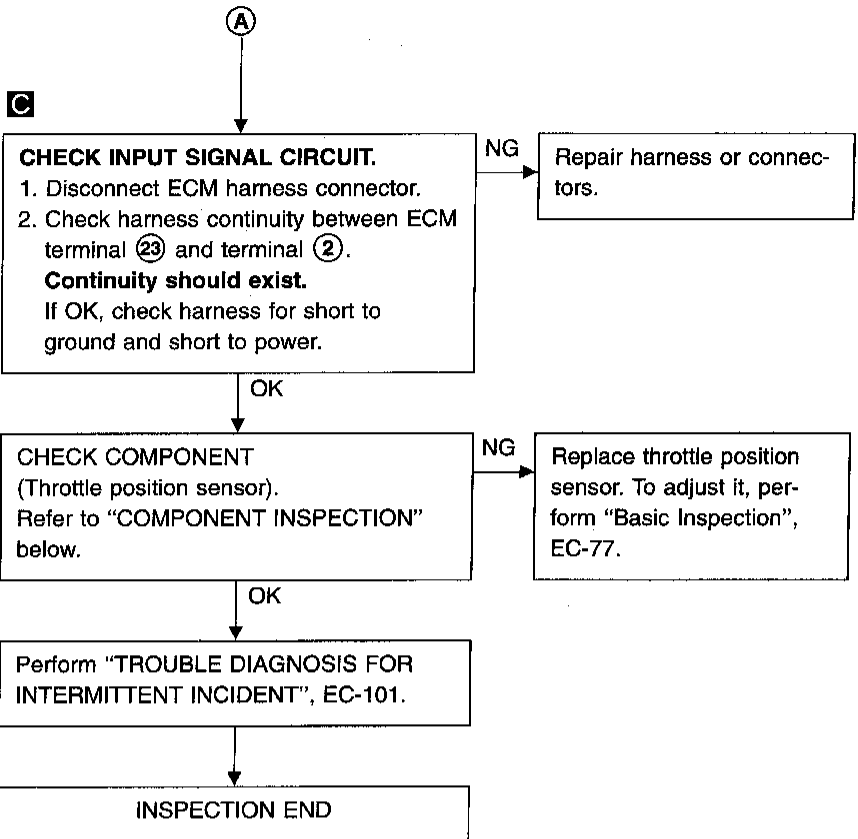 A
C
CHECK INPUT SIGNAL CIRCUIT.
1. Disconnect ECM harness connector.
2. Check harness continuity between ECM
terminal 23 and terminal 2.
Continuity should exist.
If OK, check harness for short to
ground and short to power.
NG
Repair harness or connec-
tors.
OK
CHECK COMPONENT
(Throttle position sensor).
Refer to “COMPONENT INSPECTION”
below.
NG
Replace throttle position
sensor. To adjust it, per-
form “Basic Inspection”,
EC-77.
OK
Perform “TROUBLE DIAGNOSIS FOR
INTERMITTENT INCIDENT”, EC-101.
INSPECTION END